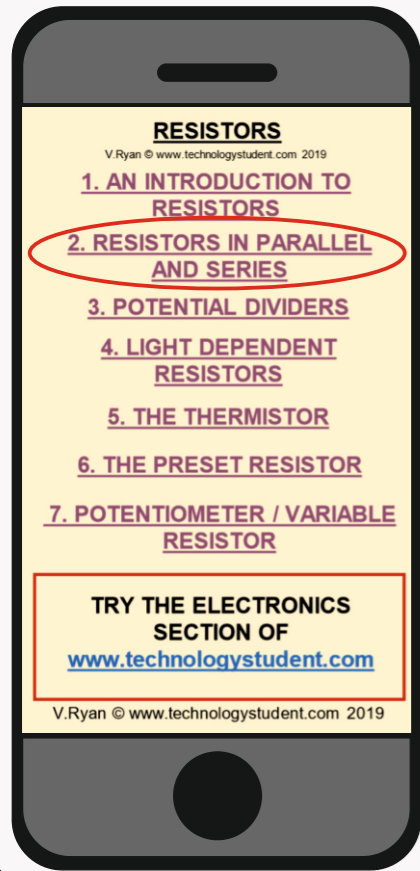 RESISTORS
V.Ryan © www.technologystudent.com 2019
1. AN INTRODUCTION TO
RESISTORS
2. RESISTORS IN PARALLEL
AND SERIES
3. POTENTIAL DIVIDERS
4. LIGHT DEPENDENT
RESISTORS
5. THE THERMISTOR
6. THE PRESET RESISTOR
7. POTENTIOMETER / VARIABLE
RESISTOR
TRY THE ELECTRONICS
SECTION OF
www.technologystudent.com
V.Ryan © www.technologystudent.com 2019